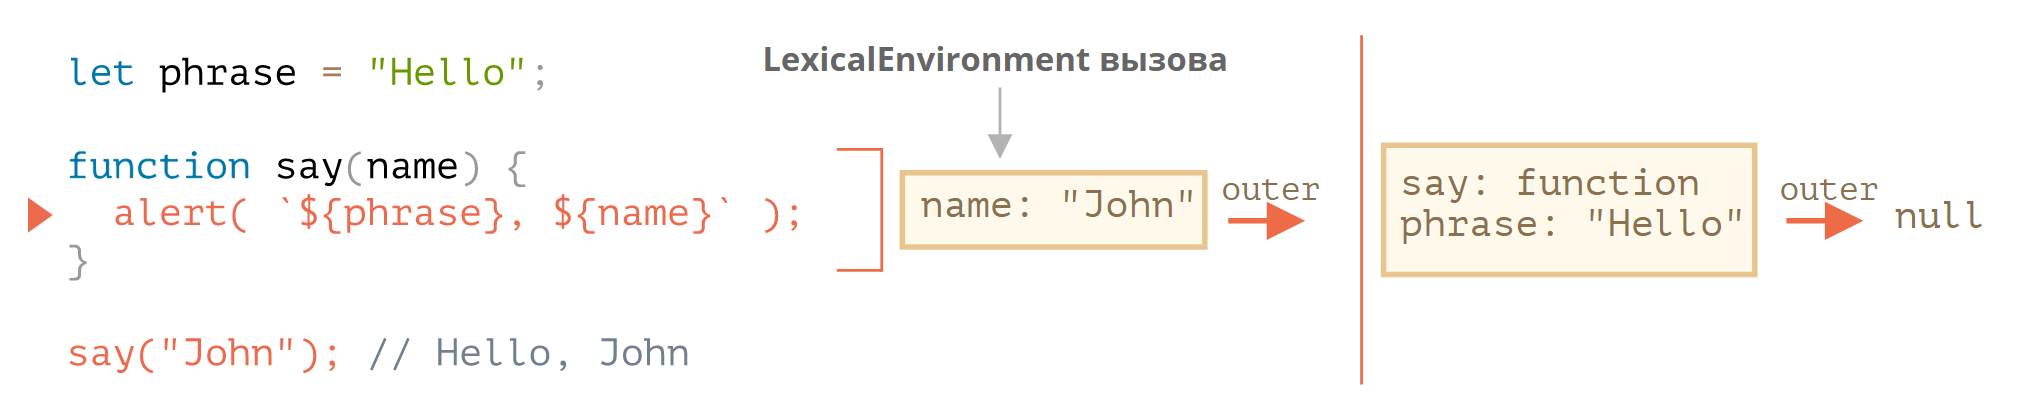 let phrase = "Hello";
function say(name) {
alert( `${phrase}, ${name}` );
}
say("John"); // Hello, John
LexicalEnvironment вызова
name: "John"
outer
say: function
phrase: "Hello"
outer
null